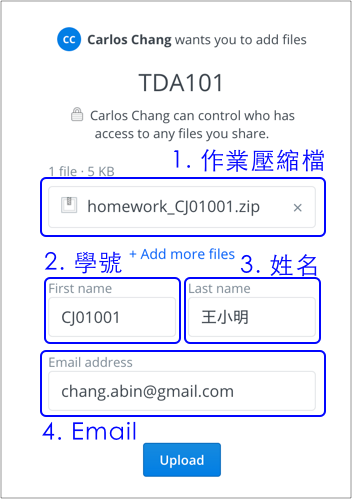 CC Carlos Chang wants you to add files
TDA101
Carlos Chang can control who has
access to any files you share.
1 file · 5 KB
1. 作業壓縮檔
homework_CJ01001.zip ×
+ Add more files
2. 學號
3. 姓名
First name
Last name
CJ01001
王小明
Email address
chang.abin@gmail.com
4. Email
Upload